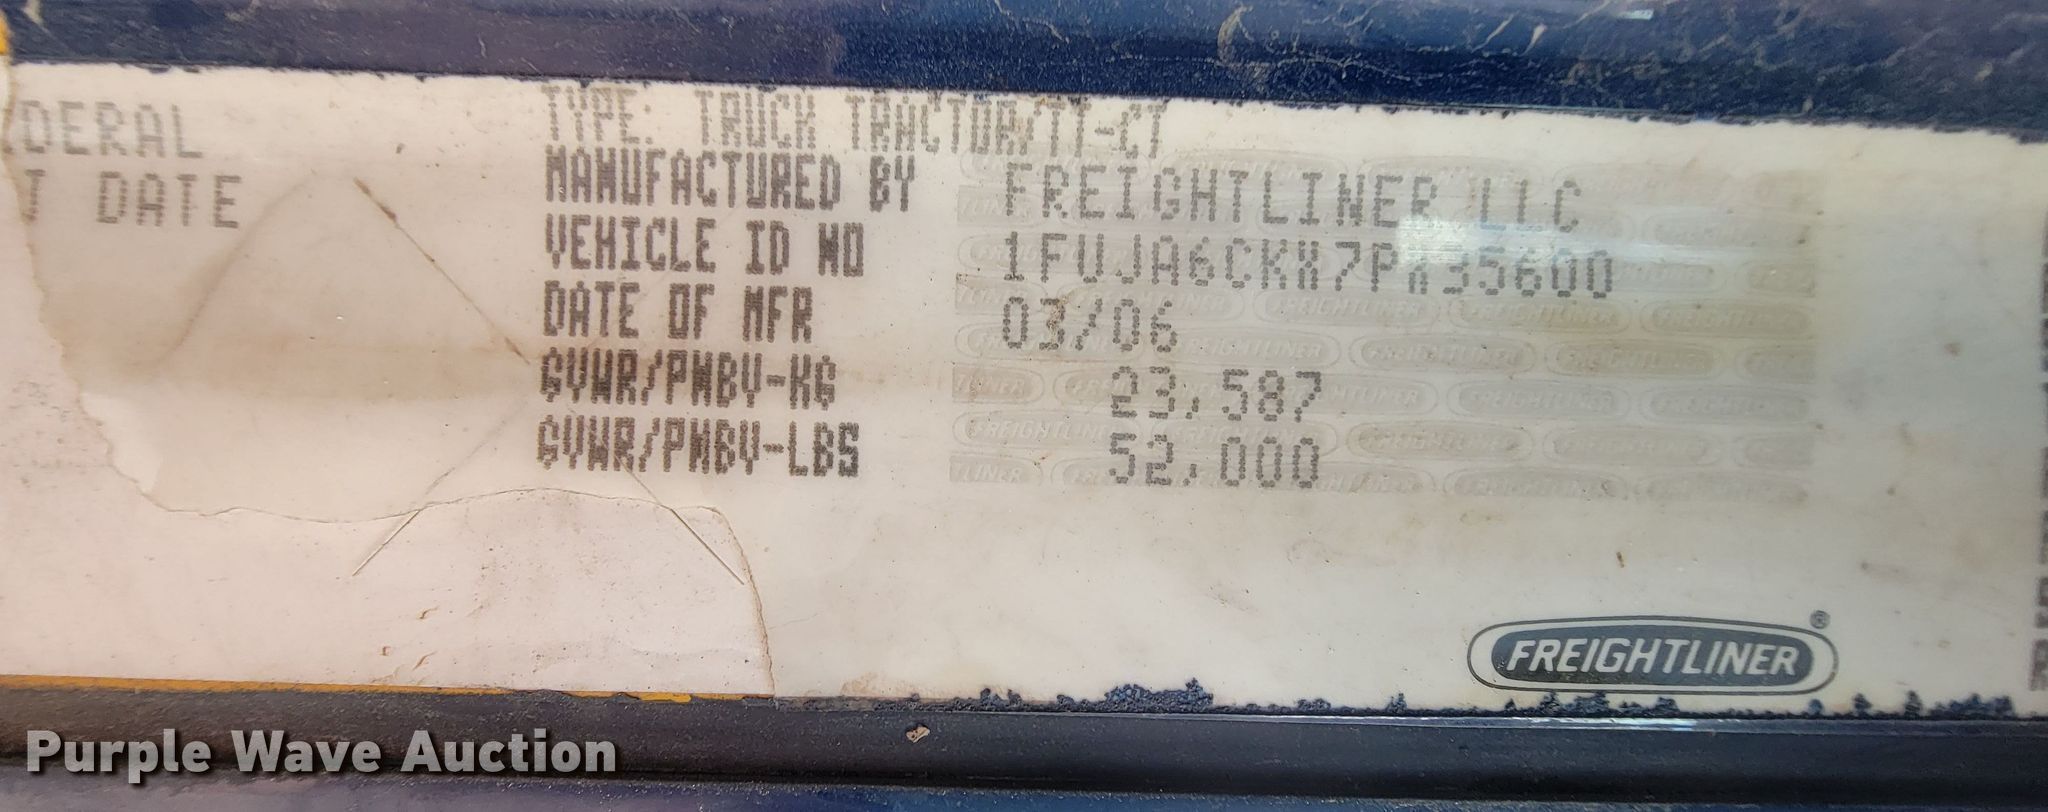 DERAL
T DATE
TYPE: TRUCK TRACTOR/TT-CT
MANUFACTURED BY FREIGHTLINER LLC
VEHICLE ID NO 1FUJA6CKX7PX35600
DATE OF MFR 03/06
GVWR/PNBV-KG 23,587
GVWR/PNBV-LBS 52,000
FREIGHTLINER®
Purple Wave Auction